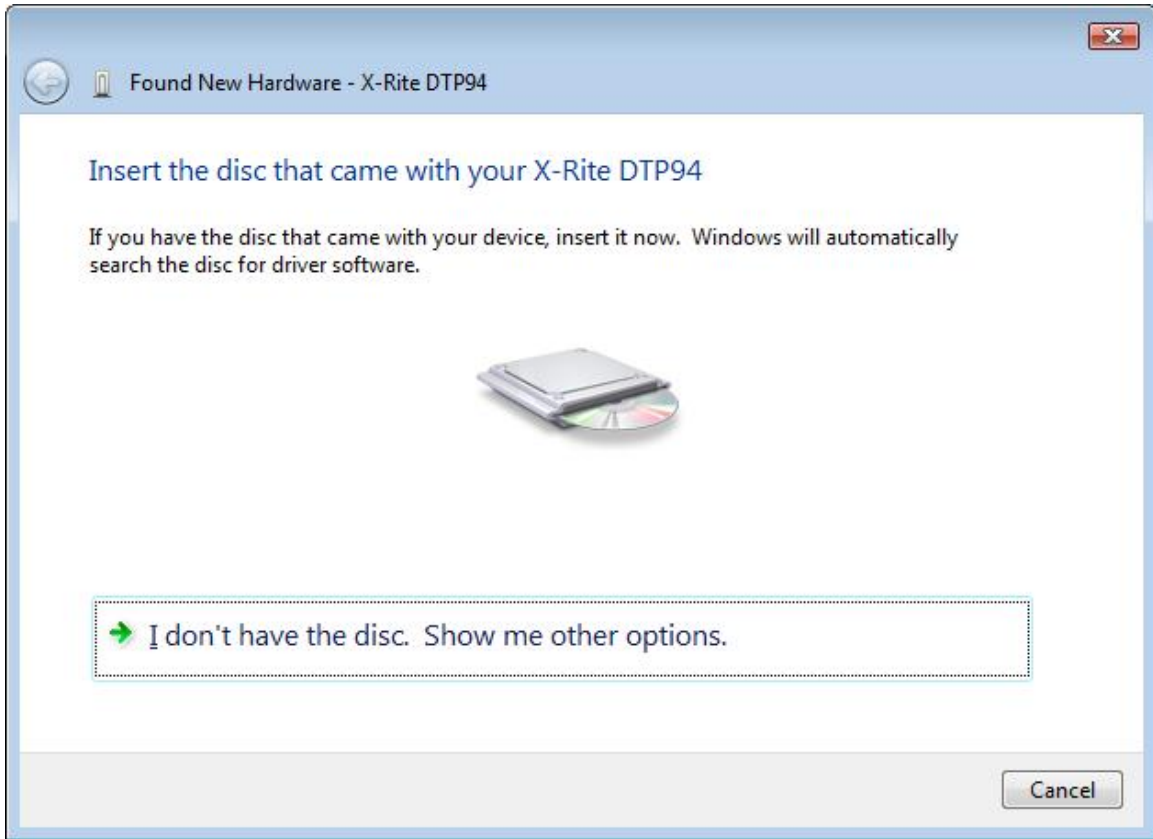 Found New Hardware - X-Rite DTP94
Insert the disc that came with your X-Rite DTP94
If you have the disc that came with your device, insert it now.  Windows will automatically
search the disc for driver software.
I don't have the disc.  Show me other options.
Cancel